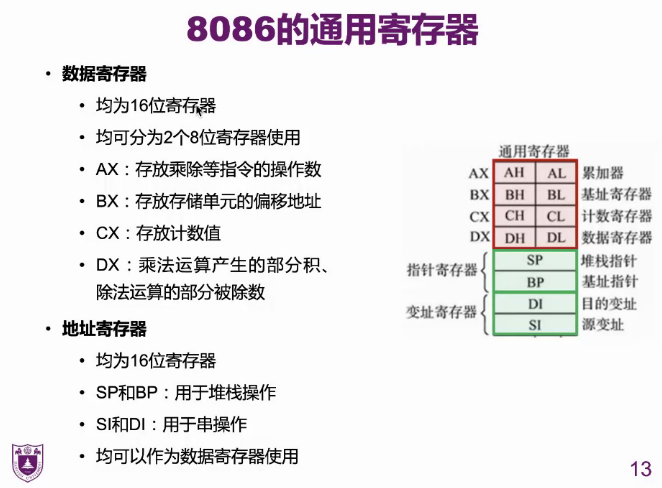 8086的通用寄存器
• 数据寄存器
• 均为16位寄存器
• 均可分为2个8位寄存器使用
• AX：存放乘除等指令的操作数
• BX：存放存储单元的偏移地址
• CX：存放计数值
• DX：乘法运算产生的部分积、
除法运算的部分被除数
• 地址寄存器
• 均为16位寄存器
• SP和BP：用于堆栈操作
• SI和DI：用于串操作
• 均可以作为数据寄存器使用
通用寄存器
AX AH AL 累加器
BX BH BL 基址寄存器
CX CH CL 计数寄存器
DX DH DL 数据寄存器
指针寄存器
SP 堆栈指针
BP 基址指针
变址寄存器
DI 目的变址
SI 源变址
13